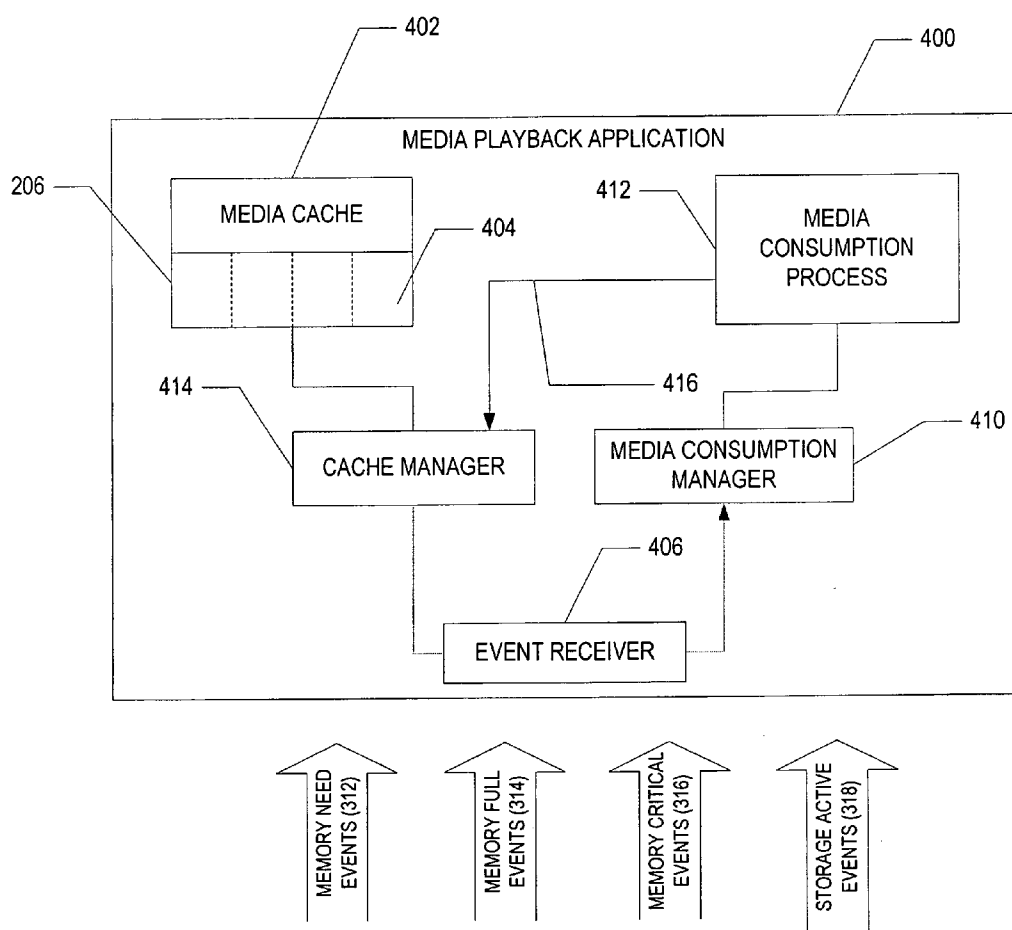 402
400
MEDIA PLAYBACK APPLICATION
206
MEDIA CACHE
404
412
MEDIA
CONSUMPTION
PROCESS
416
414
CACHE MANAGER
MEDIA CONSUMPTION
MANAGER
410
406
EVENT RECEIVER
MEMORY NEED
EVENTS (312)
MEMORY FULL
EVENTS (314)
MEMORY CRITICAL
EVENTS (316)
STORAGE ACTIVE
EVENTS (318)